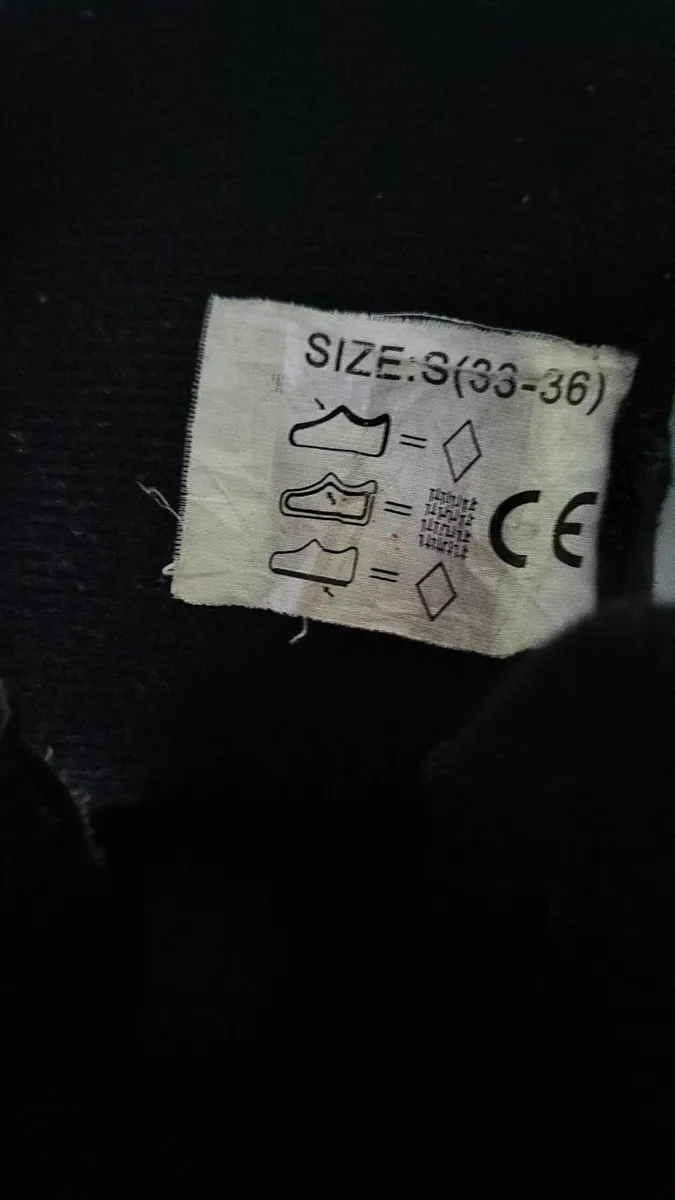 SIZE:S(33-36)
=
= CE
=